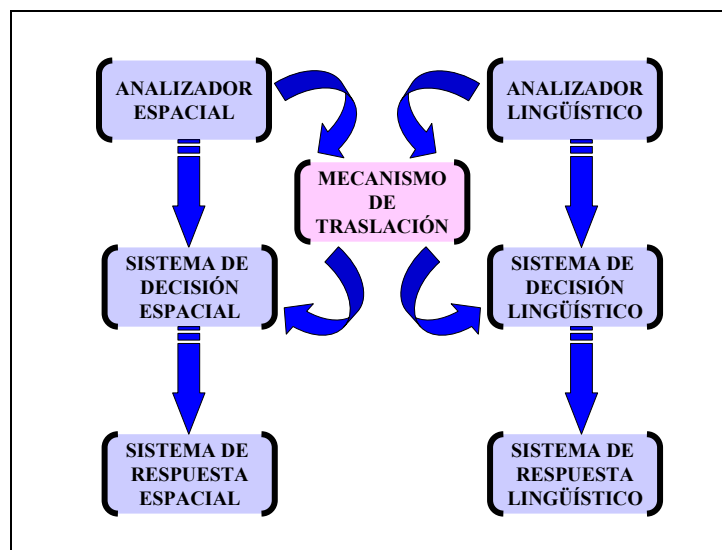 ANALIZADOR
ESPACIAL
ANALIZADOR
LINGÜÍSTICO
MECANISMO
DE
TRASLACIÓN
SISTEMA DE
DECISIÓN
ESPACIAL
SISTEMA DE
DECISIÓN
LINGÜÍSTICO
SISTEMA DE
RESPUESTA
ESPACIAL
SISTEMA DE
RESPUESTA
LINGÜÍSTICO